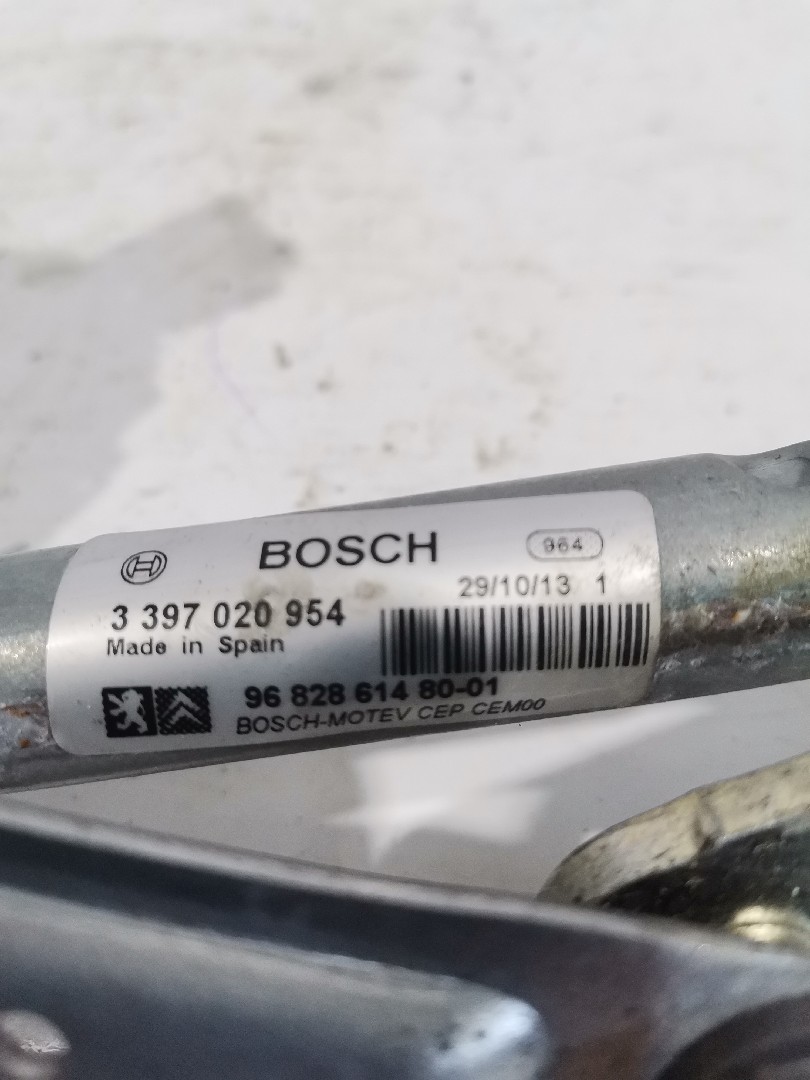 BOSCH 964
29/10/13 1
3 397 020 954
Made in Spain
96 828 614 80-01
BOSCH-MOTEV CEP CEM00